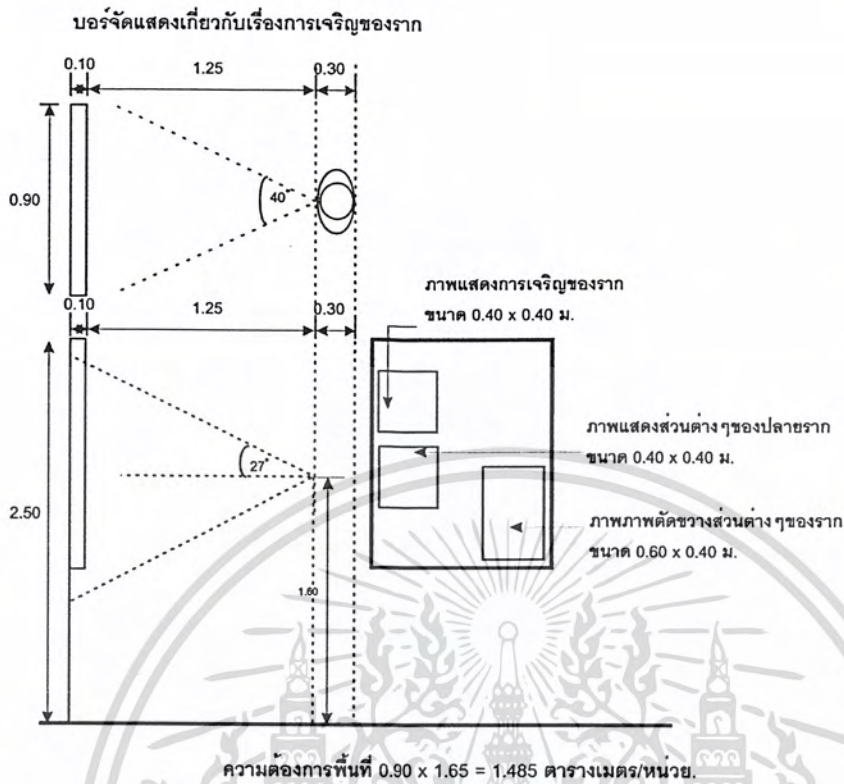 บอร์จัดแสดงเกี่ยวกับเรื่องการเจริญของราก
0.10 1.25 0.30
0.90
40°
0.10 1.25 0.30
ภาพแสดงการเจริญของราก
ขนาด 0.40 x 0.40 ม.
ภาพแสดงส่วนต่างๆของปลายราก
ขนาด 0.40 x 0.40 ม.
27°
2.50
ภาพภาพตัดขวางส่วนต่างๆของราก
ขนาด 0.60 x 0.40 ม.
1.60
ความต้องการพื้นที่ 0.90 x 1.65 = 1.485 ตารางเมตร/หน่วย.